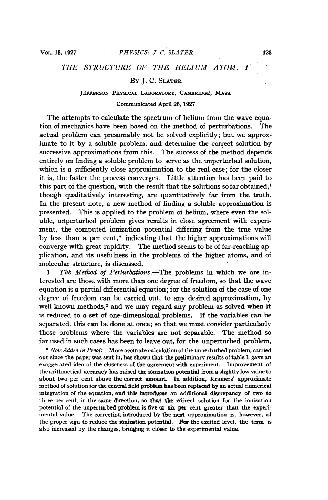 VOL. 13, 1927 PHYSICS: J. C. SLATER 423
THE STRUCTURE OF THE HELIUM ATOM. I
BY J. C. SLATER
JEFFERSON PHYSICAL LABORATORY, CAMBRIDGE, MASS.
Communicated April 28, 1927
The attempts to calculate the spectrum of helium from the wave equa-
tion of mechanics have been based on the method of perturbations. The
actual problem can presumably not be solved explicitly; but we approx-
imate to it by a soluble problem, and determine the correct solution by
successive approximations from this. The success of the method depends
entirely on finding a soluble problem to serve as the unperturbed solution,
which is a sufficiently close approximation to the real case; for the closer
it is, the faster the process converges. Little attention has been paid to
this part of the question, with the result that the solutions so far obtained,¹
though qualitatively interesting, are quantitatively far from the truth.
In the present note, a new method of finding a soluble approximation is
presented. This is applied to the problem of helium, where even the sol-
uble, unperturbed problem gives results in close agreement with experi-
ment, the computed ionization potential differing from the true value
by less than a per cent,* indicating that the higher approximations will
converge with great rapidity. The method seems to be of far reaching ap-
plication, and its usefulness in the problems of the higher atoms, and of
molecular structure, is discussed.
1. The Method of Perturbations.—The problems in which we are in-
terested are those with more than one degree of freedom, so that the wave
equation is a partial differential equation; for the solution of the case of one
degree of freedom can be carried out, to any desired approximation, by
well known methods,² and we may regard any problem as solved when it
is reduced to a set of one-dimensional problems. If the variables can be
separated, this can be done at once; so that we must consider particularly
those problems where the variables are not separable. The method so
far used in such cases has been to leave out, for the unperturbed problem,
* Note Added in Proof: More accurate calculation of the unperturbed problem, carried
out since the paper was sent in, has shown that the preliminary results of table 1 gave an
exaggerated idea of the closeness of the agreement with experiment. Improvement of
the arithmetical accuracy has raised the ionization potential from a slightly low value to
about two per cent above the correct amount. In addition, Kramers' approximate
method of solution for the central field problem has been replaced by an actual numerical
integration of the equation, and this introduces an additional discrepancy of two to
three per cent in the same direction, so that the correct solution for the ionization
potential of the unperturbed problem is five or six per cent greater than the experi-
mental value. The correction introduced by the next approximation is, however, of
the proper sign to reduce the ionization potential. For the excited level, the term is
also increased by the changes, bringing it closer to the experimental value.